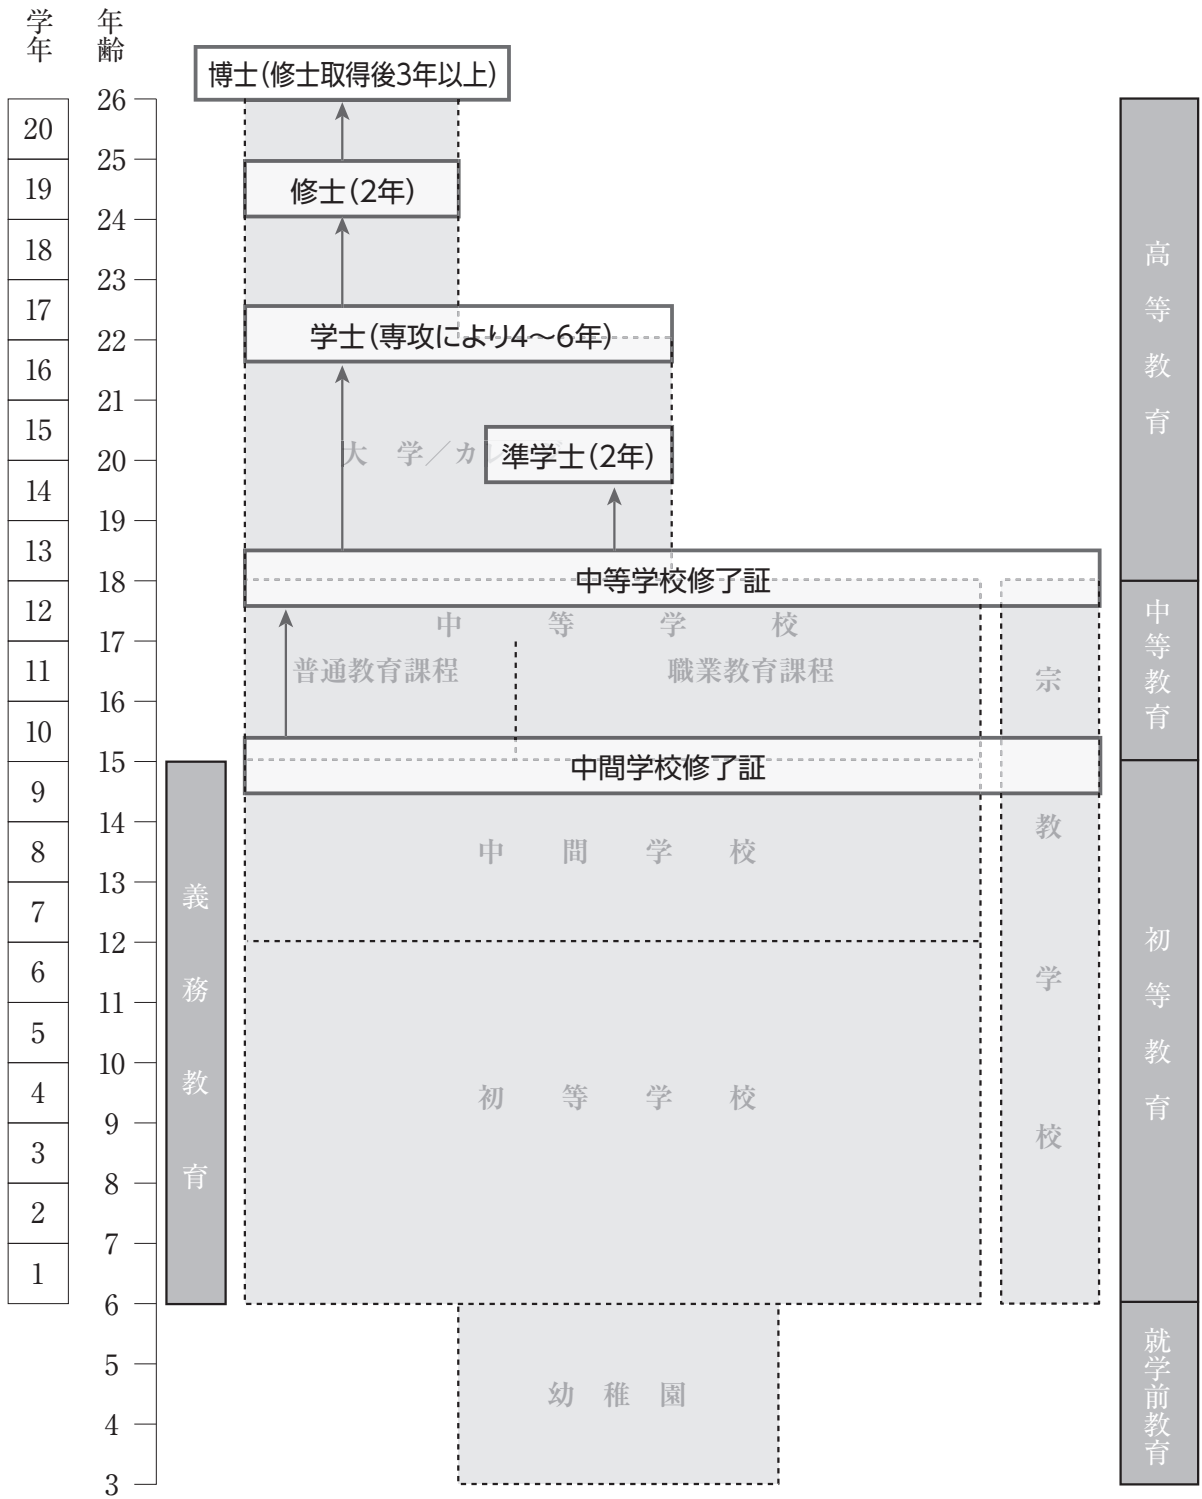 学年
年齢
博士(修士取得後3年以上)
26
20
25
修士(2年)
19
24
18
23
高等教育
17
学士(専攻により4～6年)
22
16
21
15
大学／カレ
準学士(2年)
20
14
19
13
中等学校修了証
18
12
中等学校
中等教育
17
普通教育課程
職業教育課程
11
宗教学校
16
10
中間学校修了証
15
9
14
8
中間学校
13
義務教育
7
12
初等教育
6
11
5
10
4
初等学校
9
3
8
2
7
1
6
5
就学前教育
幼稚園
4
3